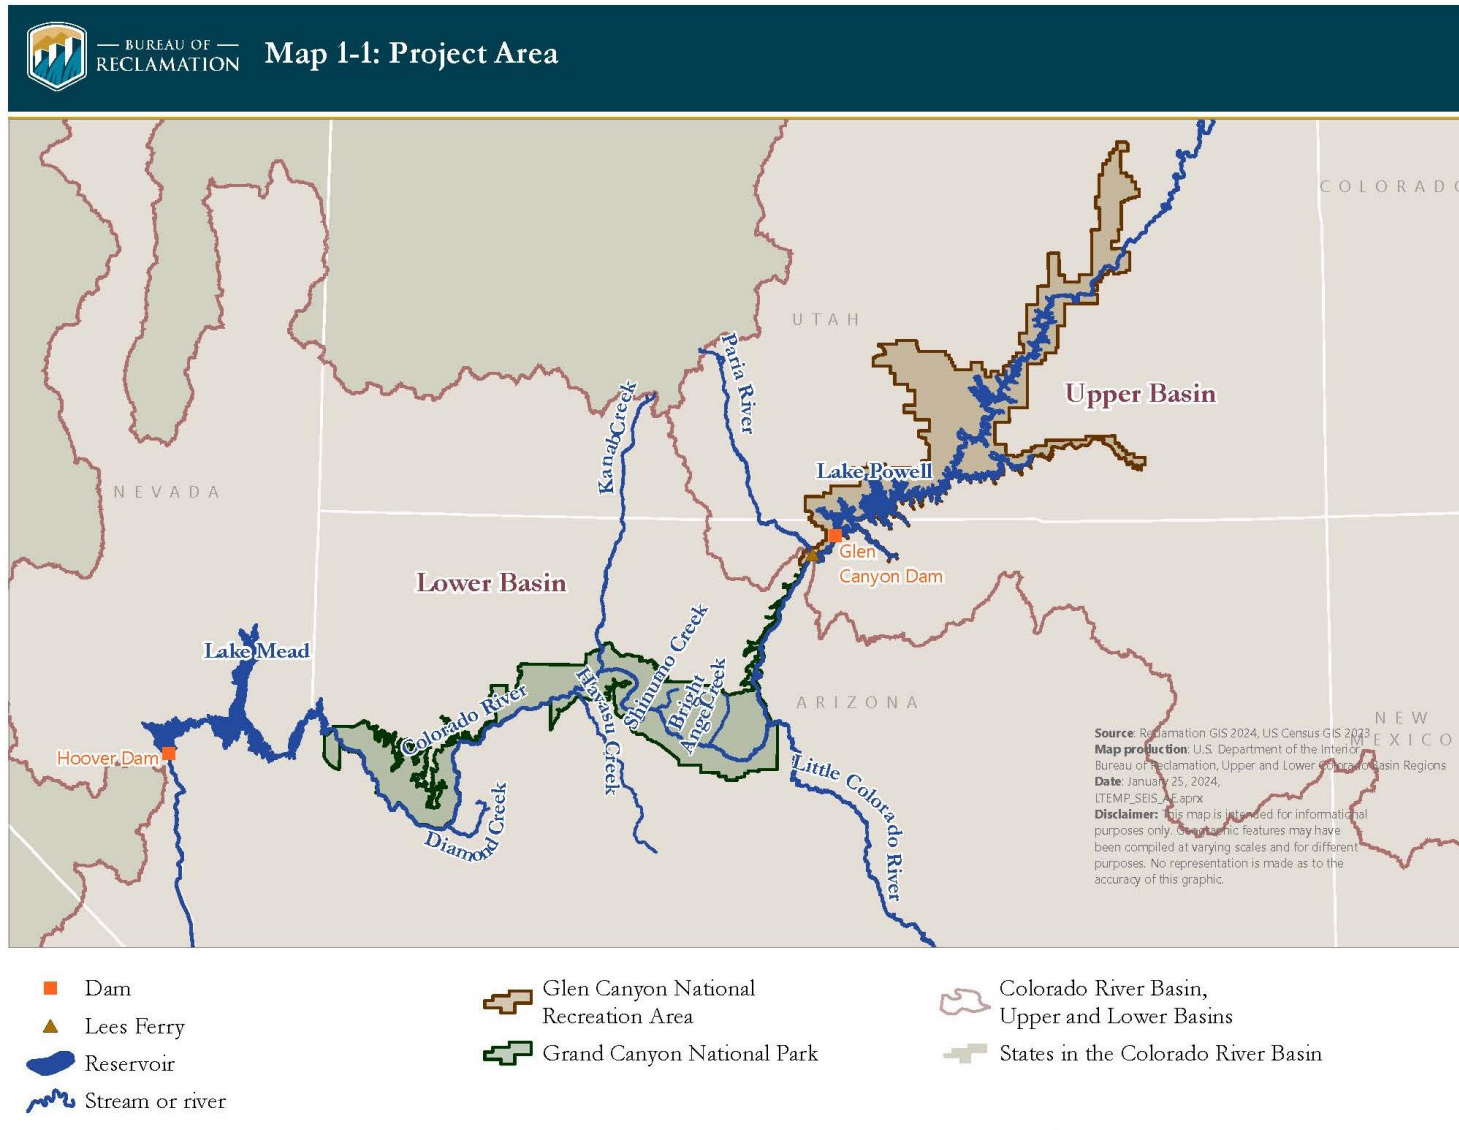 BUREAU OF
RECLAMATION
Map 1-1: Project Area
COLORADO
UTAH
Paria River
Upper Basin
Kanab Creek
Lake Powell
NEVADA
Glen
Canyon Dam
Lower Basin
Lake Mead
Shinumo Creek
Bright
Angel Creek
Havasu Creek
Colorado River
ARIZONA
NEW
MEXICO
Hoover Dam
Little Colorado River
Diamond Creek
Source: Reclamation GIS 2024, US Census GIS 2023
Map production: U.S. Department of the Interior
Bureau of Reclamation, Upper and Lower Colorado Basin Regions
Date: January 25, 2024,
LTEMP_SEIS_AE.aprx
Disclaimer: This map is intended for informational
purposes only. Geographic features may have
been compiled at varying scales and for different
purposes. No representation is made as to the
accuracy of this graphic.
Dam
Lees Ferry
Reservoir
Stream or river
Glen Canyon National
Recreation Area
Grand Canyon National Park
Colorado River Basin,
Upper and Lower Basins
States in the Colorado River Basin